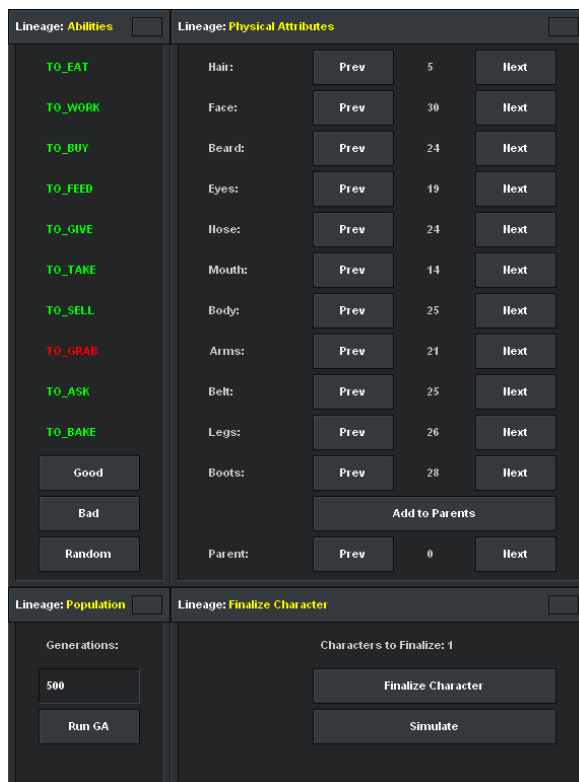 Lineage: Abilities
TO_EAT
TO_WORK
TO_BUY
TO_FEED
TO_GIVE
TO_TAKE
TO_SELL
TO_GRAB
TO_ASK
TO_BAKE
Good
Bad
Random
Lineage: Physical Attributes
Hair: Prev 5 Next
Face: Prev 30 Next
Beard: Prev 24 Next
Eyes: Prev 19 Next
Nose: Prev 24 Next
Mouth: Prev 14 Next
Body: Prev 25 Next
Arms: Prev 21 Next
Belt: Prev 25 Next
Legs: Prev 26 Next
Boots: Prev 28 Next
Add to Parents
Parent: Prev 0 Next
Lineage: Population
Generations:
500
Run GA
Lineage: Finalize Character
Characters to Finalize: 1
Finalize Character
Simulate